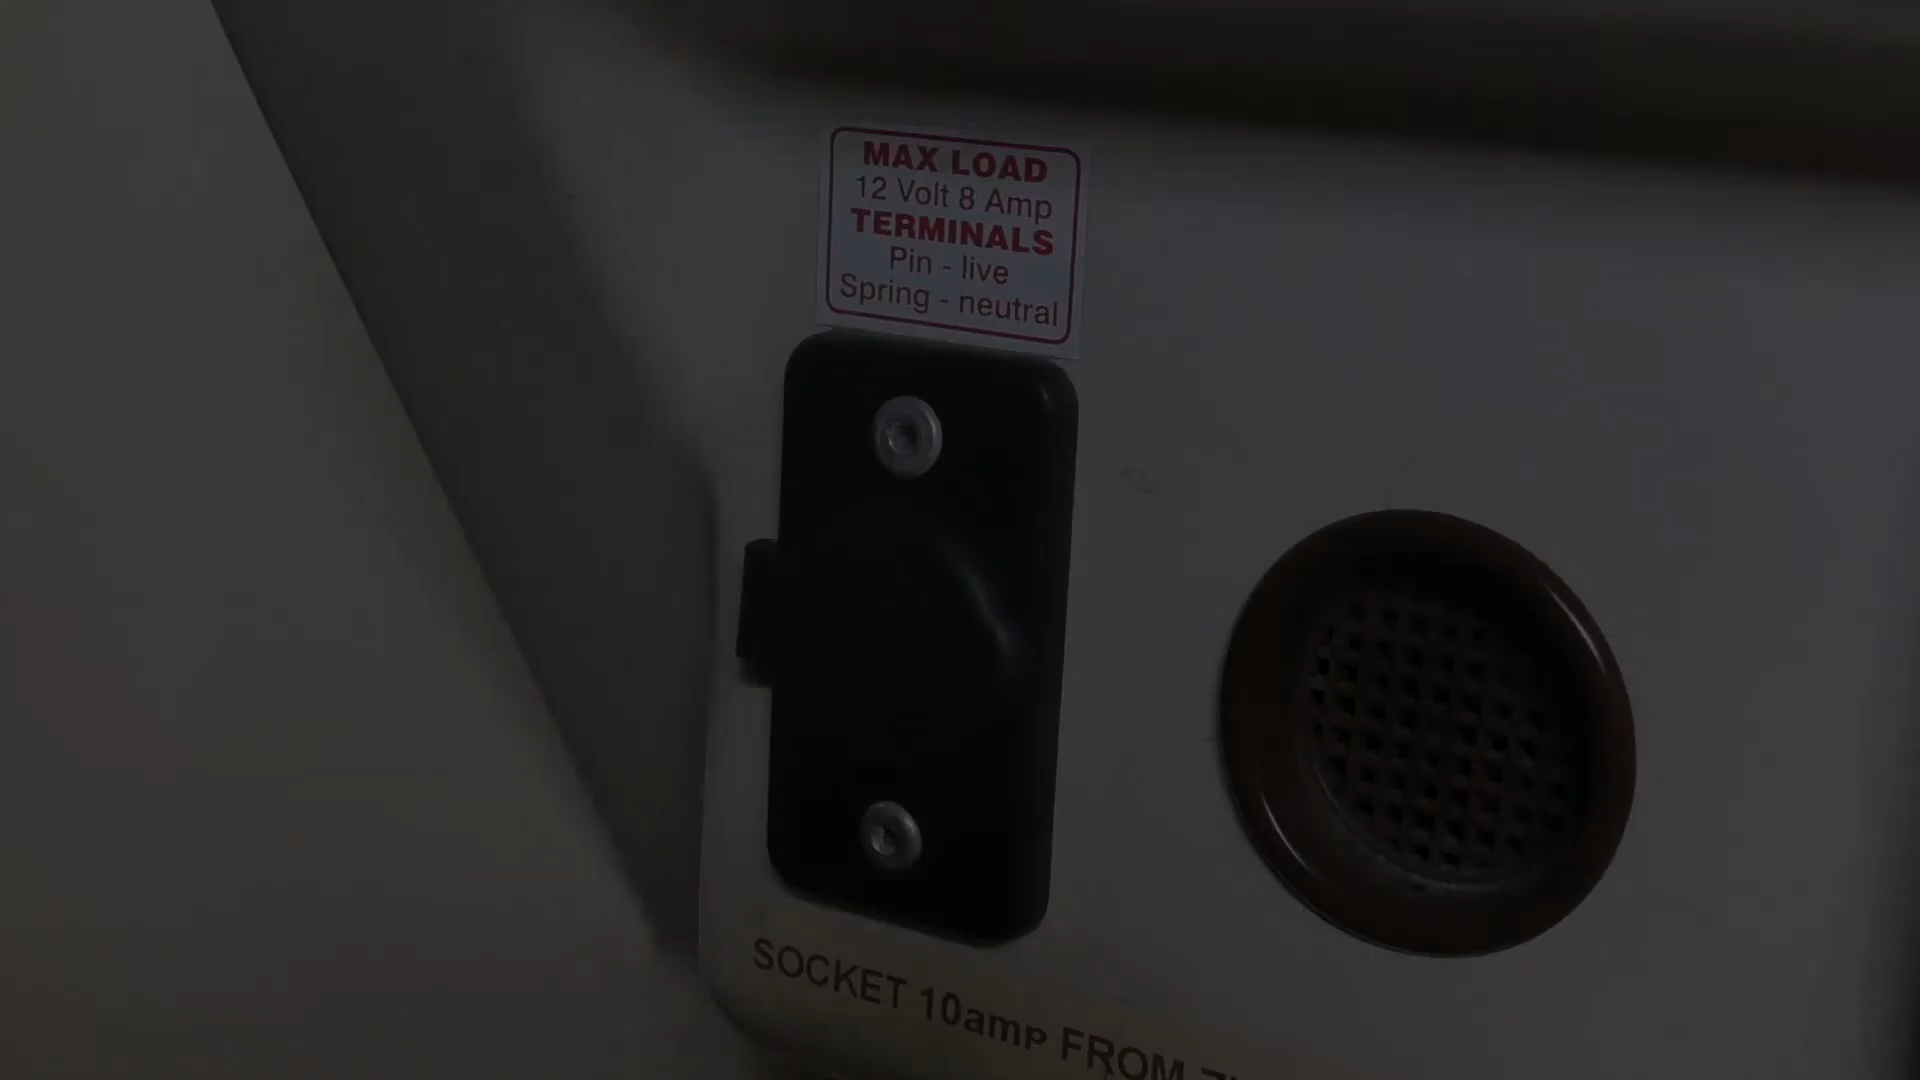 MAX LOAD
12 Volt 8 Amp
TERMINALS
Pin - live
Spring - neutral
SOCKET 10amp FROM